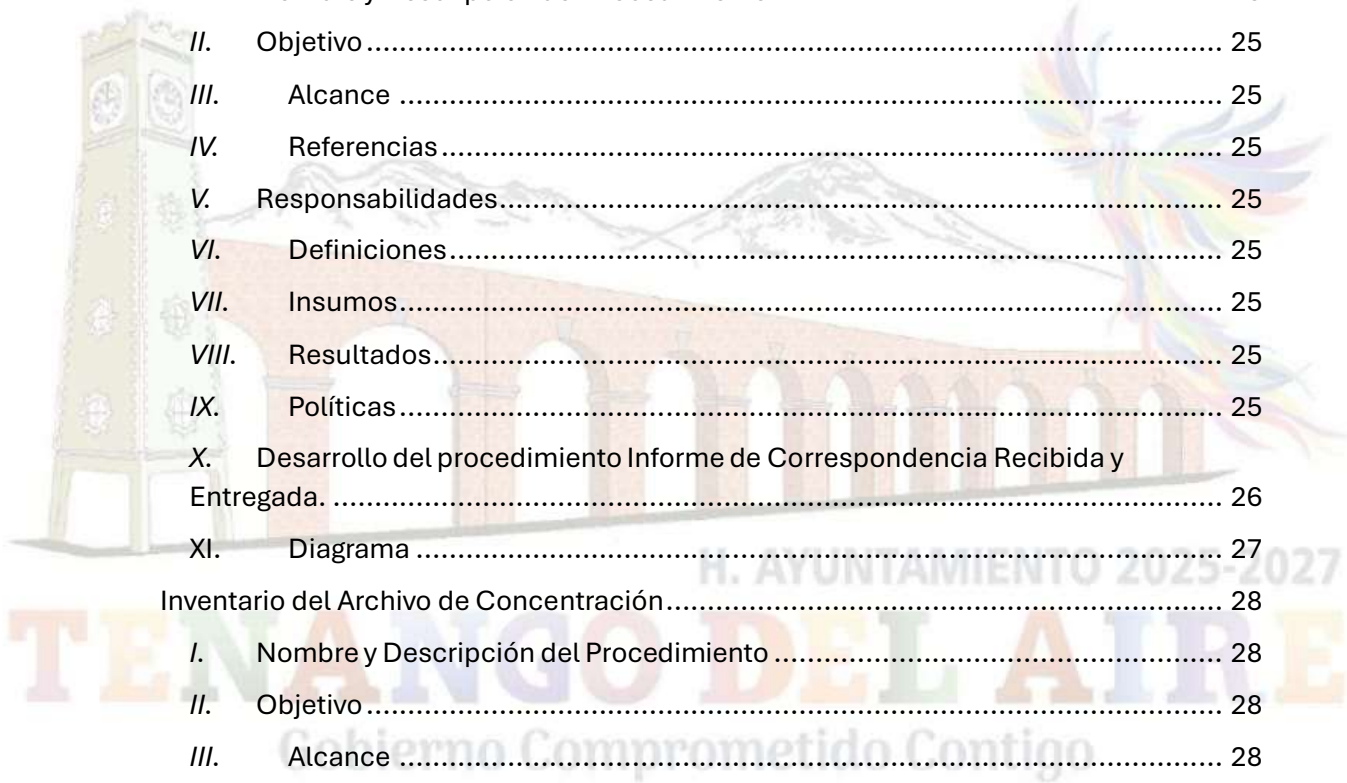 II. Objetivo ........................................................................ 25
III. Alcance ........................................................................ 25
IV. Referencias ........................................................................ 25
V. Responsabilidades ........................................................................ 25
VI. Definiciones ........................................................................ 25
VII. Insumos ........................................................................ 25
VIII. Resultados ........................................................................ 25
IX. Políticas ........................................................................ 25
X. Desarrollo del procedimiento Informe de Correspondencia Recibida y
Entregada. ........................................................................ 26
XI. Diagrama ........................................................................ 27
H. AYUNTAMIENTO 2025-2027
Inventario del Archivo de Concentración ........................................................................ 28
TENANGO DEL AIRE
I. Nombre y Descripción del Procedimiento ........................................................................ 28
II. Objetivo ........................................................................ 28
Gobierno Comprometido Contigo
III. Alcance ........................................................................ 28